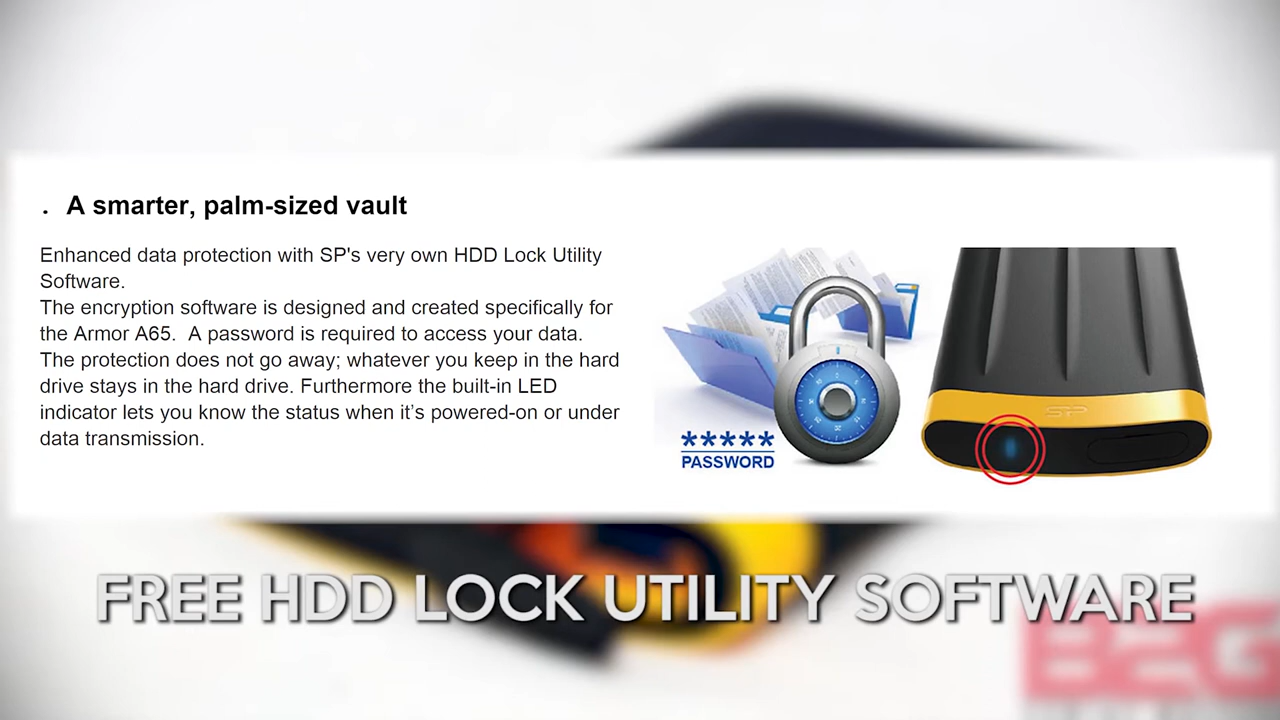 . A smarter, palm-sized vault
Enhanced data protection with SP's very own HDD Lock Utility
Software.
The encryption software is designed and created specifically for
the Armor A65.  A password is required to access your data.
The protection does not go away; whatever you keep in the hard
drive stays in the hard drive. Furthermore the built-in LED
indicator lets you know the status when it’s powered-on or under
data transmission.
*****
PASSWORD
SP
FREE HDD LOCK UTILITY SOFTWARE